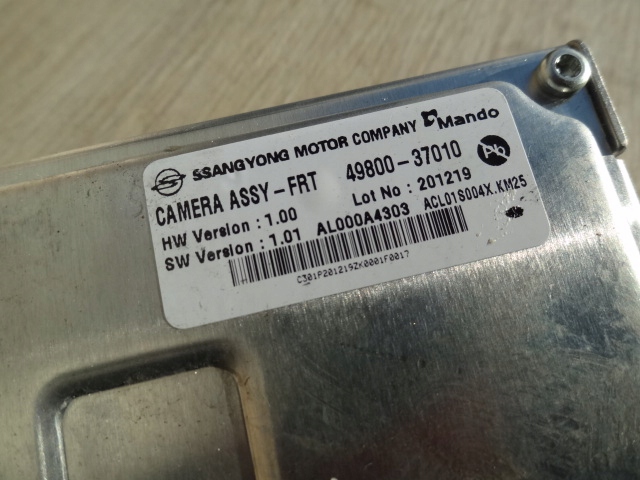 SSANGYONG MOTOR COMPANY Mando
CAMERA ASSY-FRT 49800-37010 Pb
HW Version : 1.00 Lot No : 201219
SW Version : 1.01 AL000A4303 ACL01S004X.KM25
C301P201219ZK0001F0017